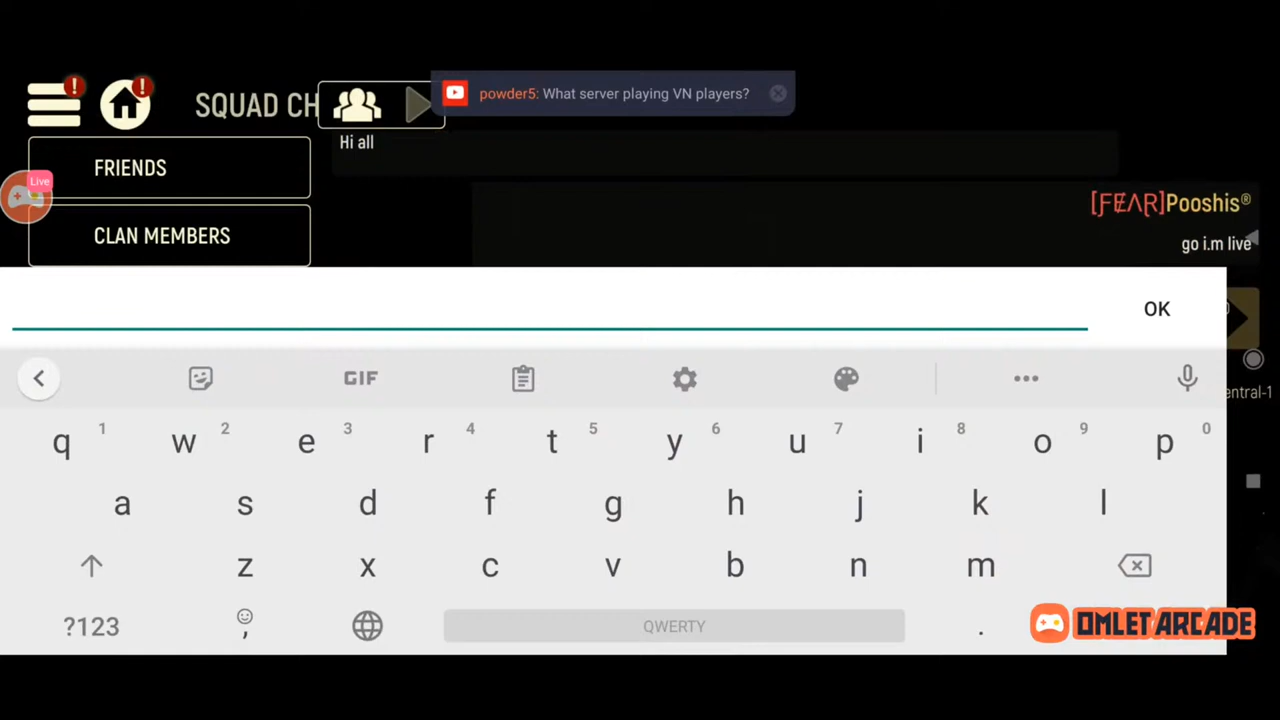 SQUAD CH
powder5: What server playing VN players?
Hi all
FRIENDS
Live
[FEAR]Pooshis®
CLAN MEMBERS
go i.m live
OK
entral-1
GIF
q 1 w 2 e 3 r 4 t 5 y 6 u 7 i 8 o 9 p 0
a s d f g h j k l
z x c v b n m
?123 , QWERTY .
OMLET ARCADE